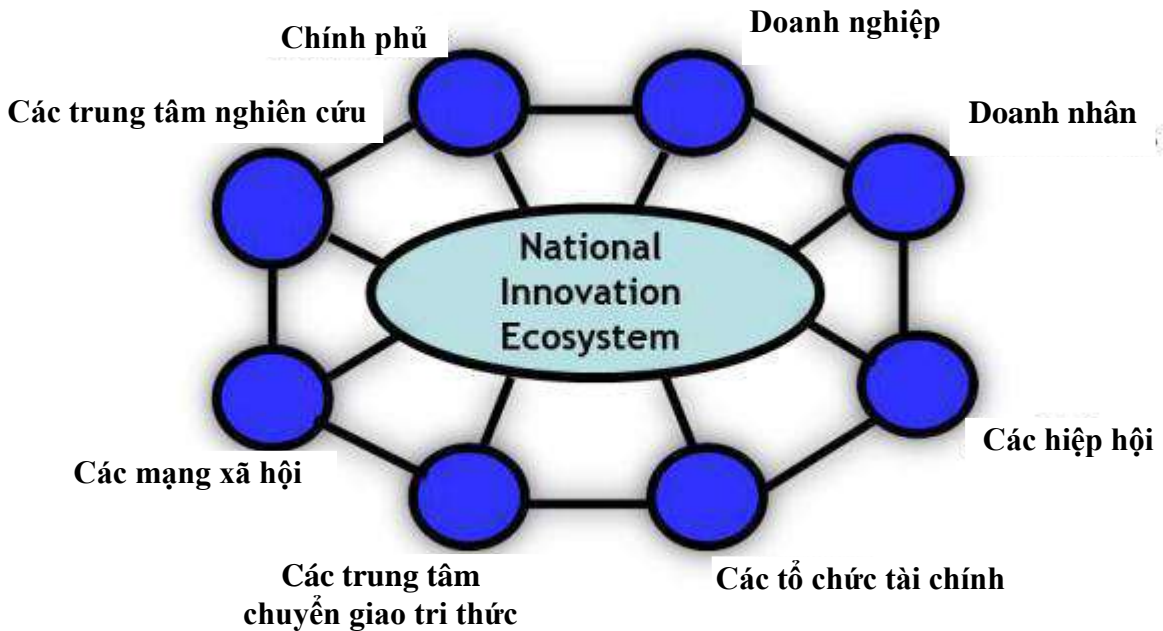 Chính phủ
Doanh nghiệp
Các trung tâm nghiên cứu
Doanh nhân
National
Innovation
Ecosystem
Các mạng xã hội
Các hiệp hội
Các trung tâm
chuyển giao tri thức
Các tổ chức tài chính